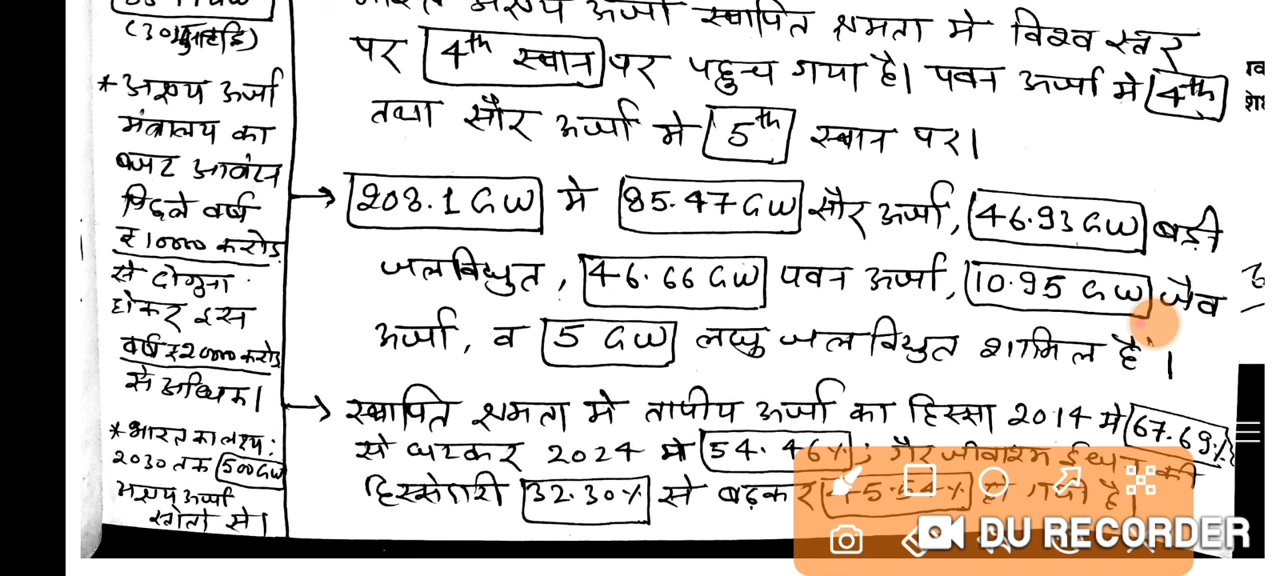 (30
* अक्षय ऊर्जा
मंत्रालय का
बजट आवंटन
पिछले वर्ष
₹10000 करोड़
से दोगुना
होकर इस
वर्ष ₹20000 करोड़
से अधिक।
* भारत का लक्ष्य:
2030 तक 500 GW
अक्षय ऊर्जा
स्रोतों से।
भारत अक्षय ऊर्जा स्थापित क्षमता में विश्व स्तर
पर 4th स्थान पर पहुच गया है। पवन ऊर्जा मे 4th
तथा सौर ऊर्जा मे 5th स्थान पर।
→ 203.1 GW मे 85.47 GW सौर ऊर्जा, 46.93 GW बड़ी
जलविधुत, 46.66 GW पवन ऊर्जा, 10.95 GW जैव
ऊर्जा, व 5 GW लघु जलविधुत शामिल है।
→ स्थापित क्षमता मे तापीय ऊर्जा का हिस्सा 2014 मे 67.69%
से घटकर 2024 मे 54.46%; गैर जीवाश्म की
हिस्सेदारी 32.30% से बढ़कर 45.54% हो गयी है।
DU RECORDER